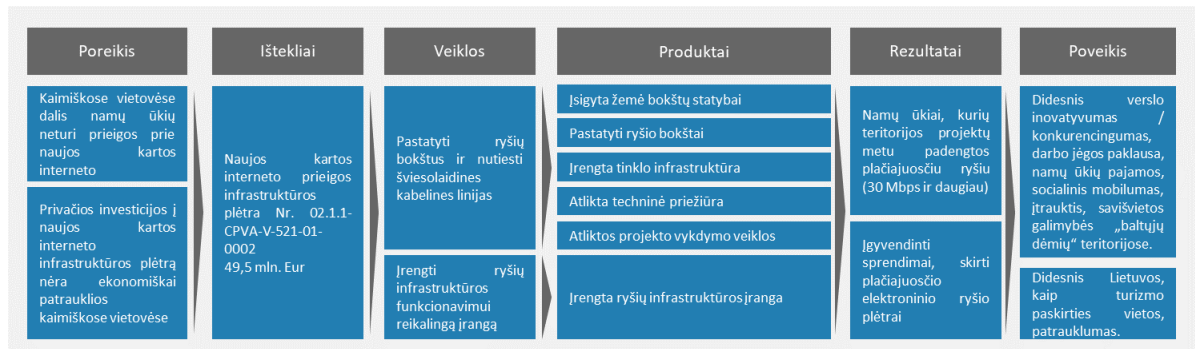 Poreikis
Ištekliai
Veiklos
Produktai
Rezultatai
Poveikis
Kaimiškose vietovėse
dalis namų ūkių
neturi prieigos prie
naujos kartos
interneto
Privačios investicijos į
naujos kartos
interneto
infrastruktūros plėtrą
nėra ekonomiškai
patrauklios
kaimiškose vietovėse
Naujos kartos
interneto prieigos
infrastruktūros
plėtra Nr. 02.1.1-
CPVA-V-521-01-
0002
49,5 mln. Eur
Pastatyti ryšių
bokštus ir nutiesti
šviesolaidines
kabelines linijas
Įrengti ryšių
infrastruktūros
funkcionavimui
reikalingą įrangą
Įsigyta žemė bokštų statybai
Pastatyti ryšio bokštai
Įrengta tinklo infrastruktūra
Atlikta techninė priežiūra
Atliktos projekto vykdymo veiklos
Įrengta ryšių infrastruktūros įranga
Namų ūkiai, kurių
teritorijos projektų
metu padengtos
plačiajuosčiu ryšiu
(30 Mbps ir daugiau)
Įgyvendinti
sprendimai, skirti
plačiajuosčio
elektroninio ryšio
plėtrai
Didesnis verslo
inovatyvumas /
konkurencingumas,
darbo jėgos paklausa,
namų ūkių pajamos,
socialinis mobilumas,
įtrauktis, savišvietos
galimybės „baltųjų
dėmių“ teritorijose.
Didesnis Lietuvos,
kaip turizmo
paskirties vietos,
patrauklumas.